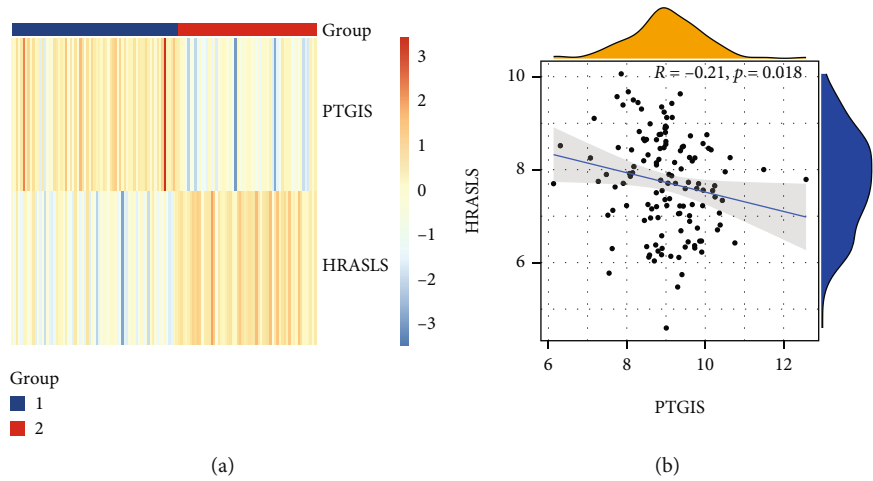 Group
PTGIS
HRASLS
3
2
1
0
–1
–2
–3
Group
1
2
(a)
R = –0.21, p = 0.018
10
8
6
HRASLS
6
8
10
12
PTGIS
(b)